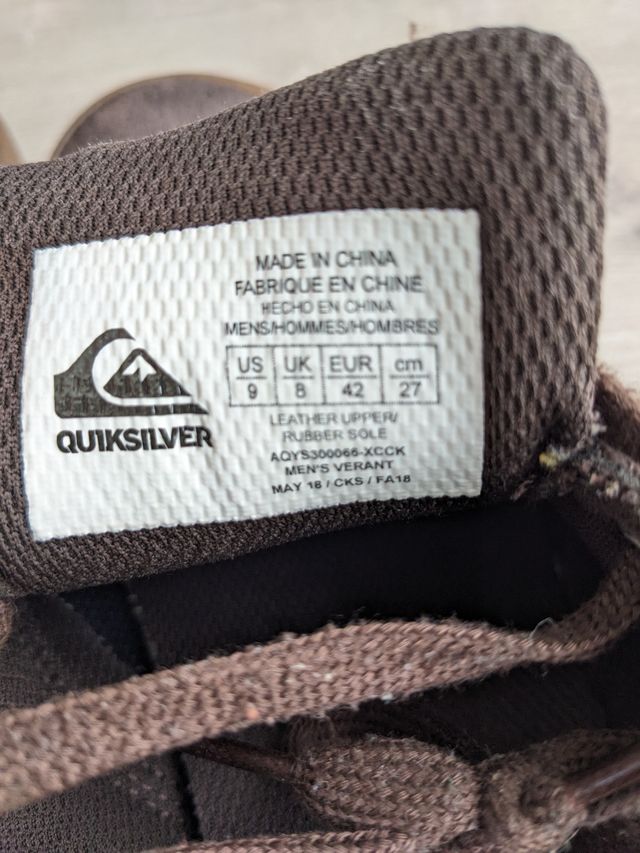 MADE IN CHINA
FABRIQUE EN CHINE
HECHO EN CHINA
MENS/HOMMIES/HOMBRES
US UK EUR cm
9 8 42 27
QUIKSILVER
LEATHER UPPER/
RUBBER SOLE
AQYS300066-XCCK
MEN'S VERANT
MAY 18 / CKS / FA18